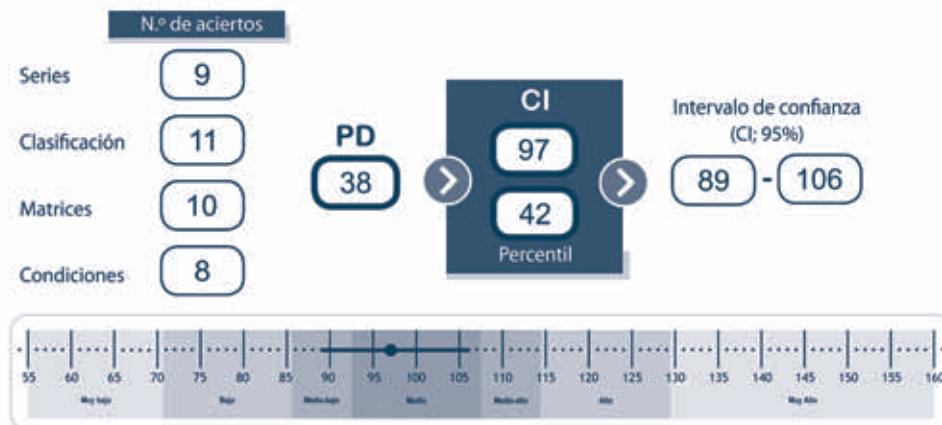 N.º de aciertos
Series 9
Clasificación 11
Matrices 10
Condiciones 8
PD
38
CI
97
42
Percentil
Intervalo de confianza
(CI; 95%)
89 - 106
55 60 65 70 75 80 85 90 95 100 105 110 115 120 125 130 135 140 145 150 155 160
Muy bajo Bajo Medio-bajo Medio Medio-alto Alto Muy Alto